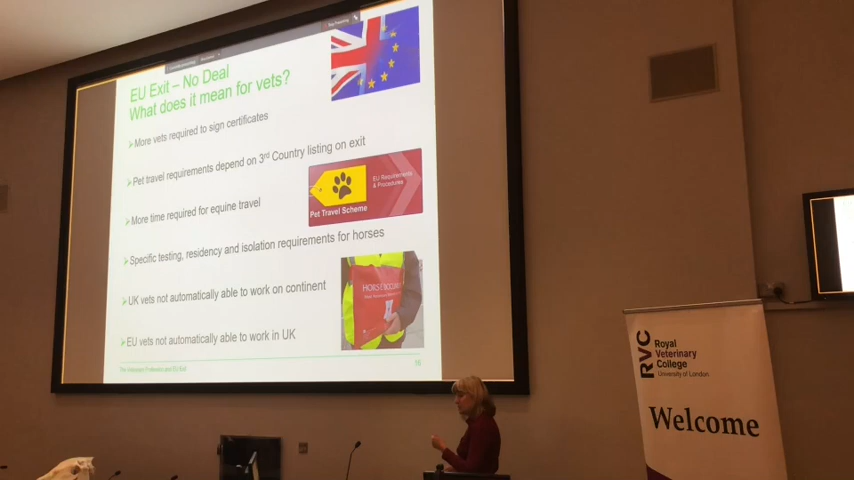 EU Exit – No Deal
What does it mean for vets?
➢More vets required to sign certificates
➢Pet travel requirements depend on 3rd Country listing on exit
➢More time required for equine travel
➢Specific testing, residency and isolation requirements for horses
➢UK vets not automatically able to work on continent
➢EU vets not automatically able to work in UK
EU Requirements
& Procedures
Pet Travel Scheme
16
RVC
Royal
Veterinary
College
University of London
Welcome